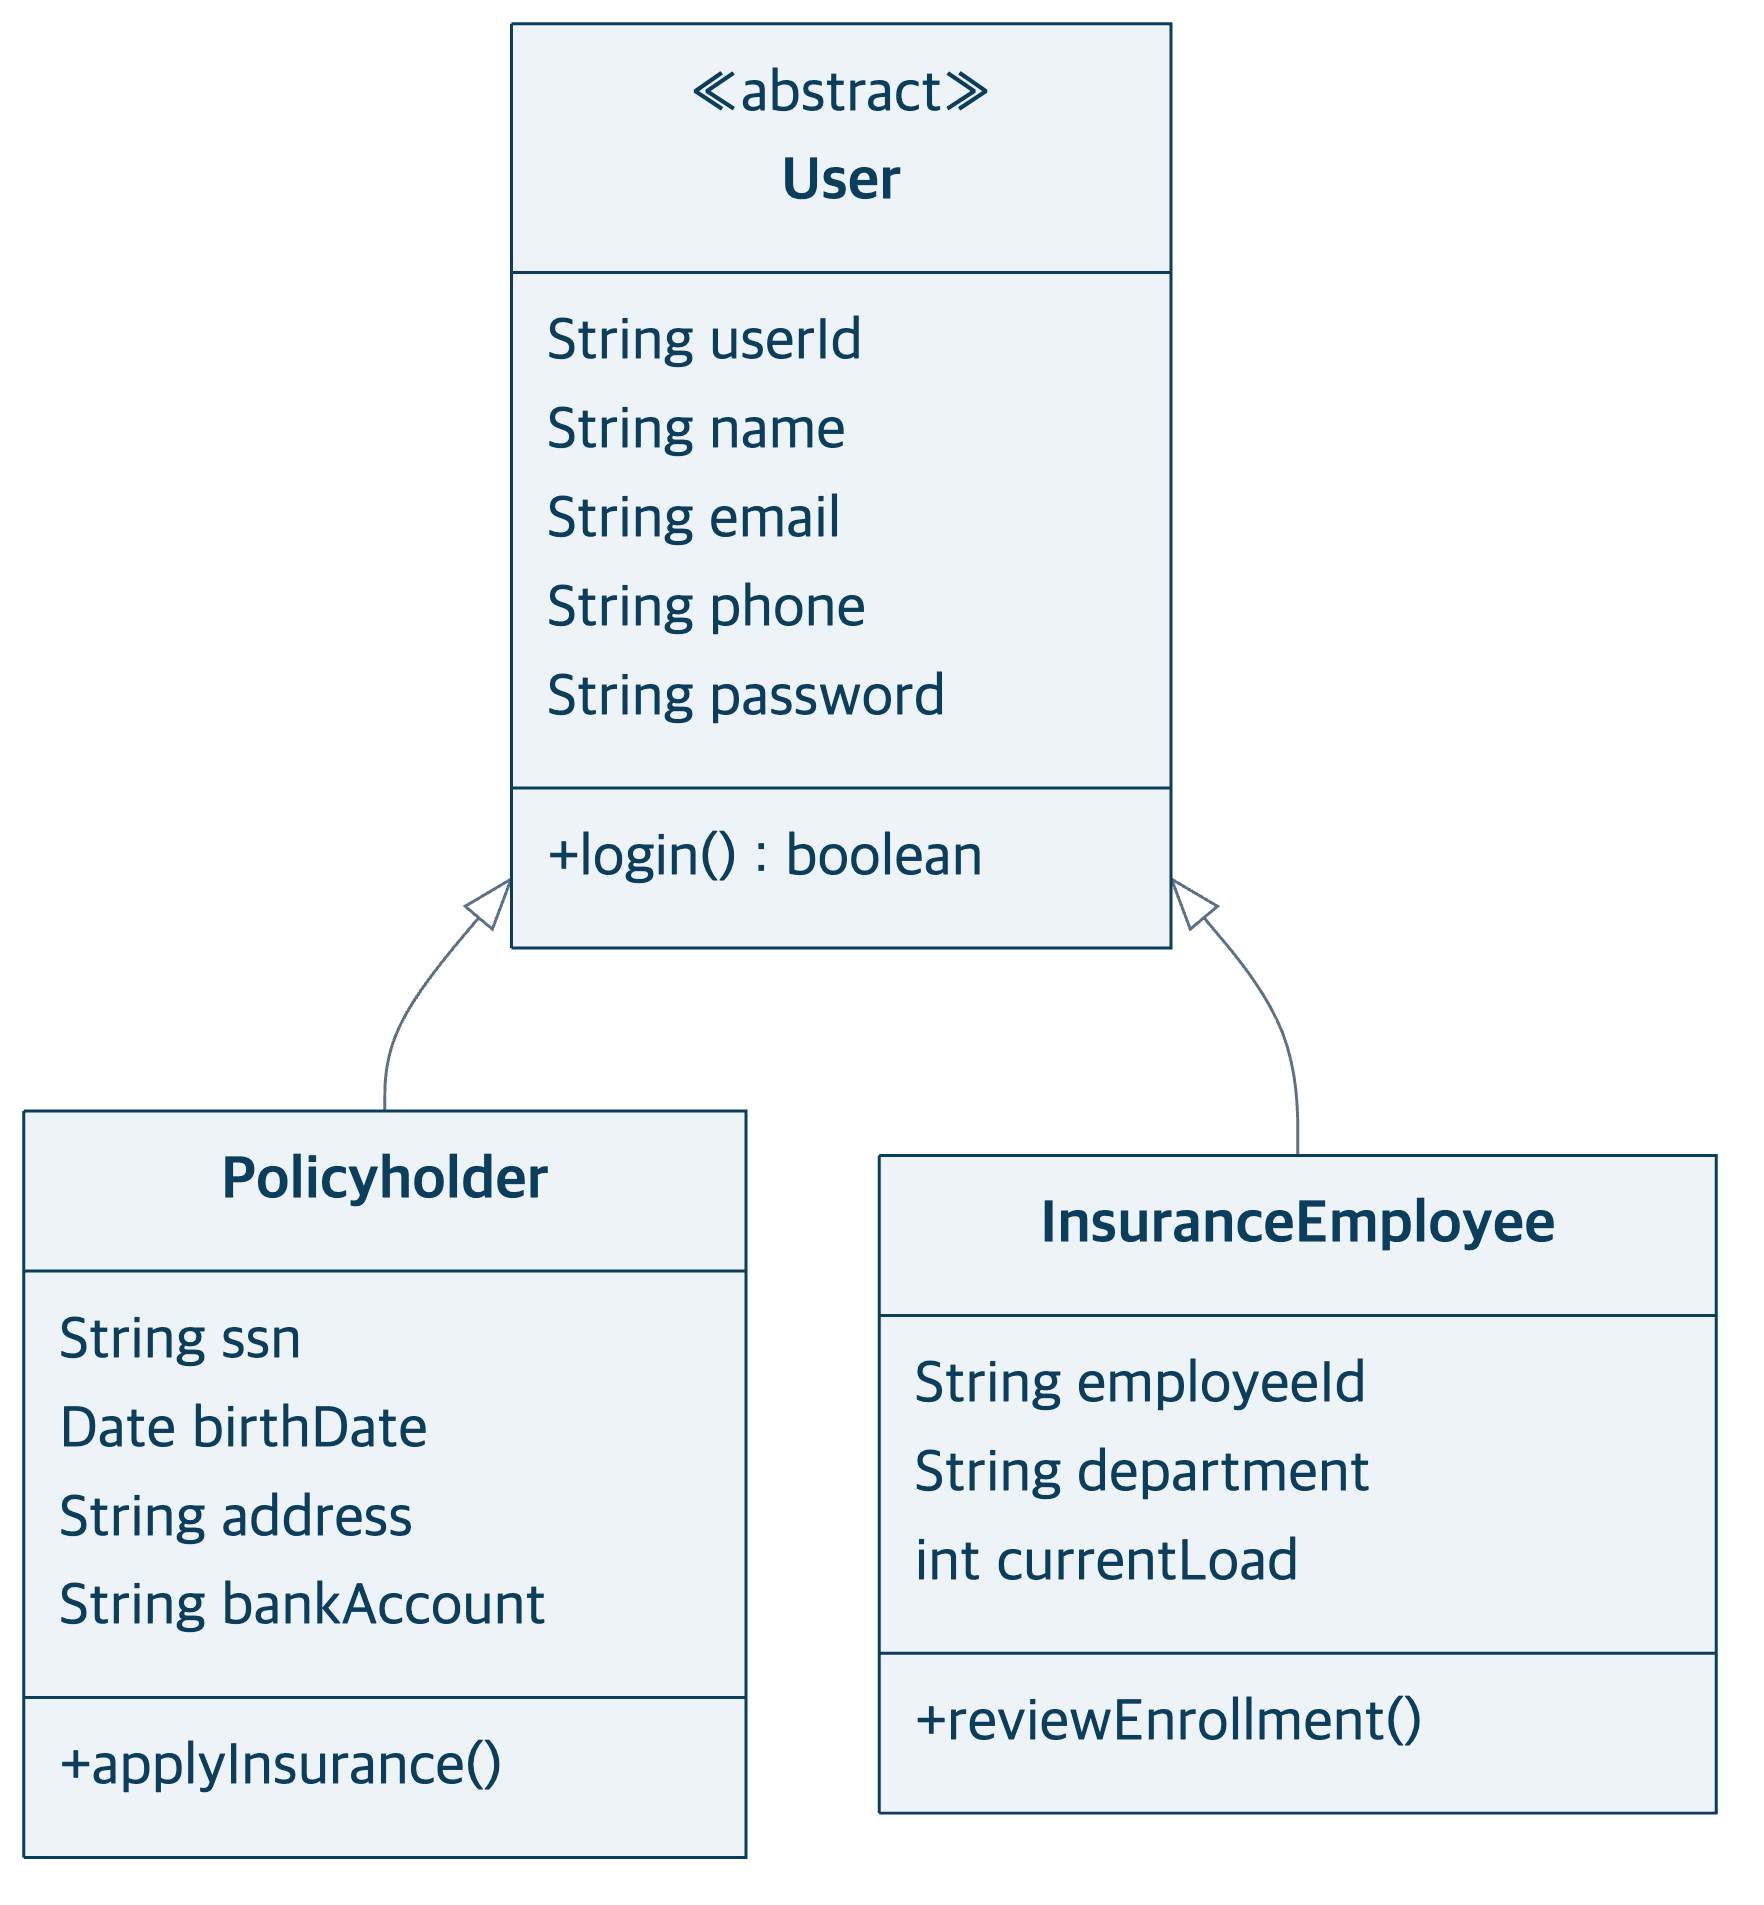 ≪abstract≫
User
String userId
String name
String email
String phone
String password
+login() : boolean
Policyholder
String ssn
Date birthDate
String address
String bankAccount
+applyInsurance()
InsuranceEmployee
String employeeId
String department
int currentLoad
+reviewEnrollment()